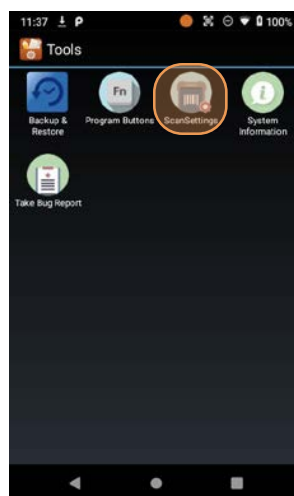 11:37
100%
Tools
Fn
Backup &
Restore
Program Buttons
ScanSettings
System
Information
Take Bug Report